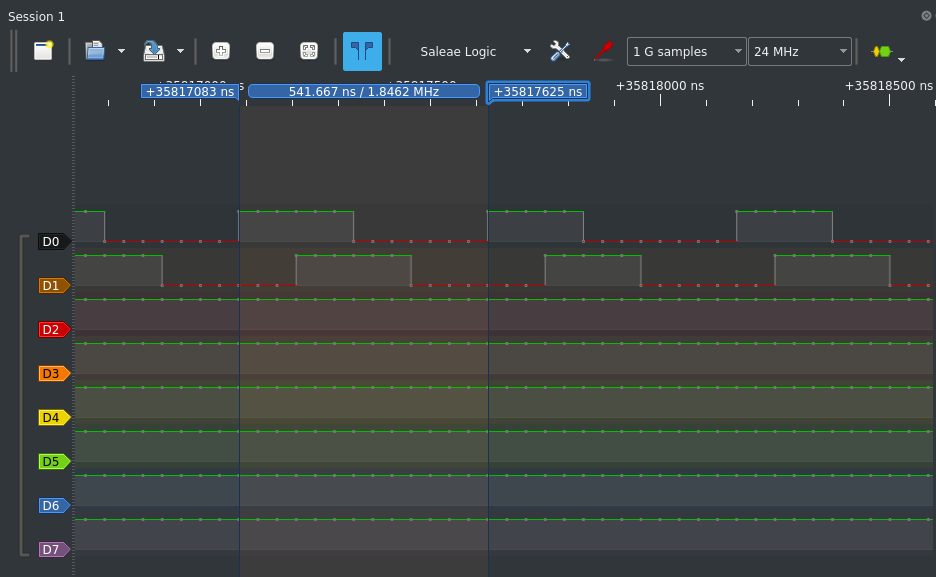 Session 1
Saleae Logic
1 G samples
24 MHz
+35818000 ns
+35818500 ns
+35817083 ns
541.667 ns / 1.8462 MHz
+35817625 ns
D0
D1
D2
D3
D4
D5
D6
D7